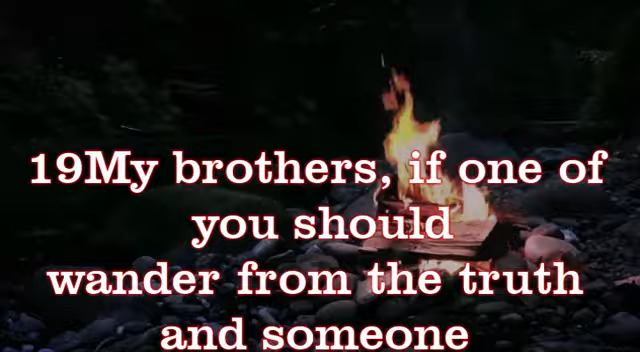 19My brothers, if one of
you should
wander from the truth
and someone